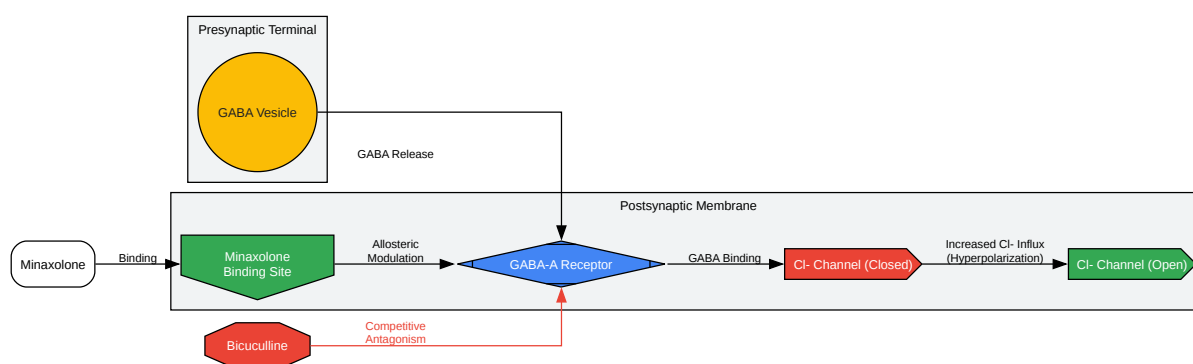 Presynaptic Terminal
GABA Vesicle
GABA Release
Postsynaptic Membrane
Minaxolone
Binding
Minaxolone
Binding Site
Allosteric
Modulation
GABA-A Receptor
GABA Binding
Cl- Channel (Closed)
Increased Cl- Influx
(Hyperpolarization)
Cl- Channel (Open)
Bicuculline
Competitive
Antagonism